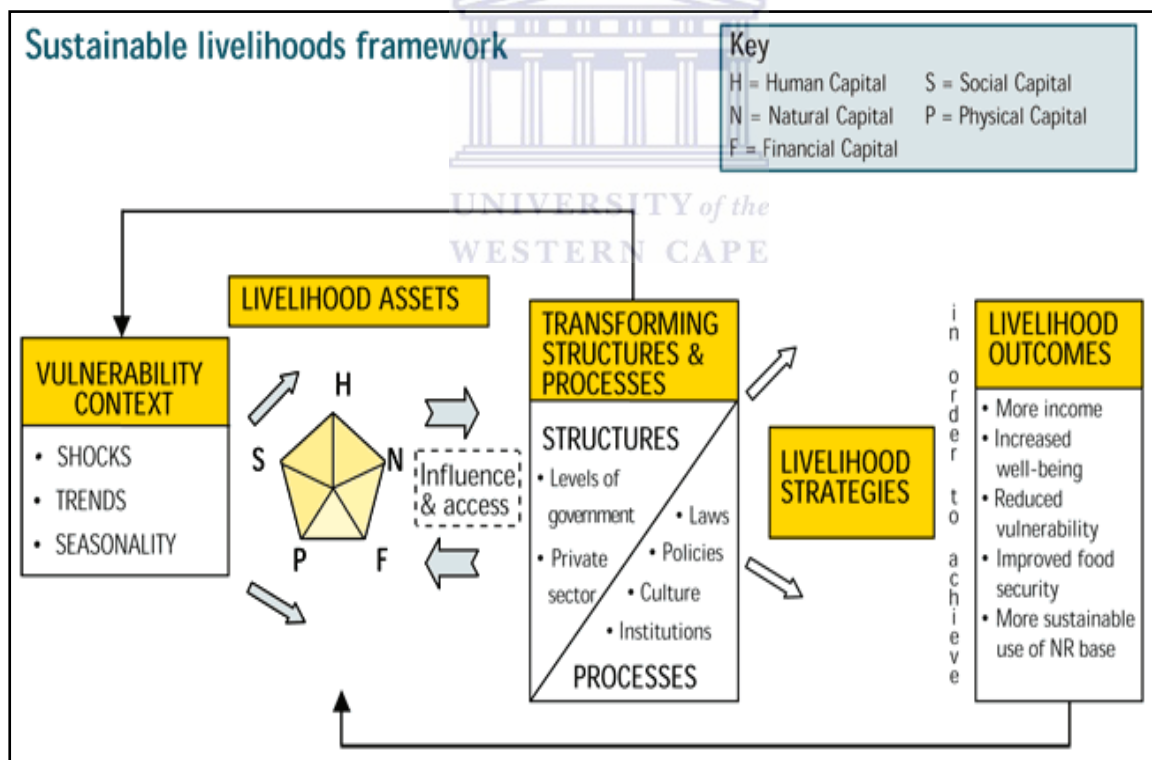 Sustainable livelihoods framework
Key
H = Human Capital S = Social Capital
N = Natural Capital P = Physical Capital
F = Financial Capital
UNIVERSITY of the
WESTERN CAPE
LIVELIHOOD ASSETS
VULNERABILITY
CONTEXT
• SHOCKS
• TRENDS
• SEASONALITY
H
S
N
P
F
Influence
& access
TRANSFORMING
STRUCTURES &
PROCESSES
STRUCTURES
• Levels of
government
• Private
sector
• Laws
• Policies
• Culture
• Institutions
PROCESSES
LIVELIHOOD
STRATEGIES
in order to achieve
LIVELIHOOD
OUTCOMES
• More income
• Increased
well-being
• Reduced
vulnerability
• Improved food
security
• More sustainable
use of NR base